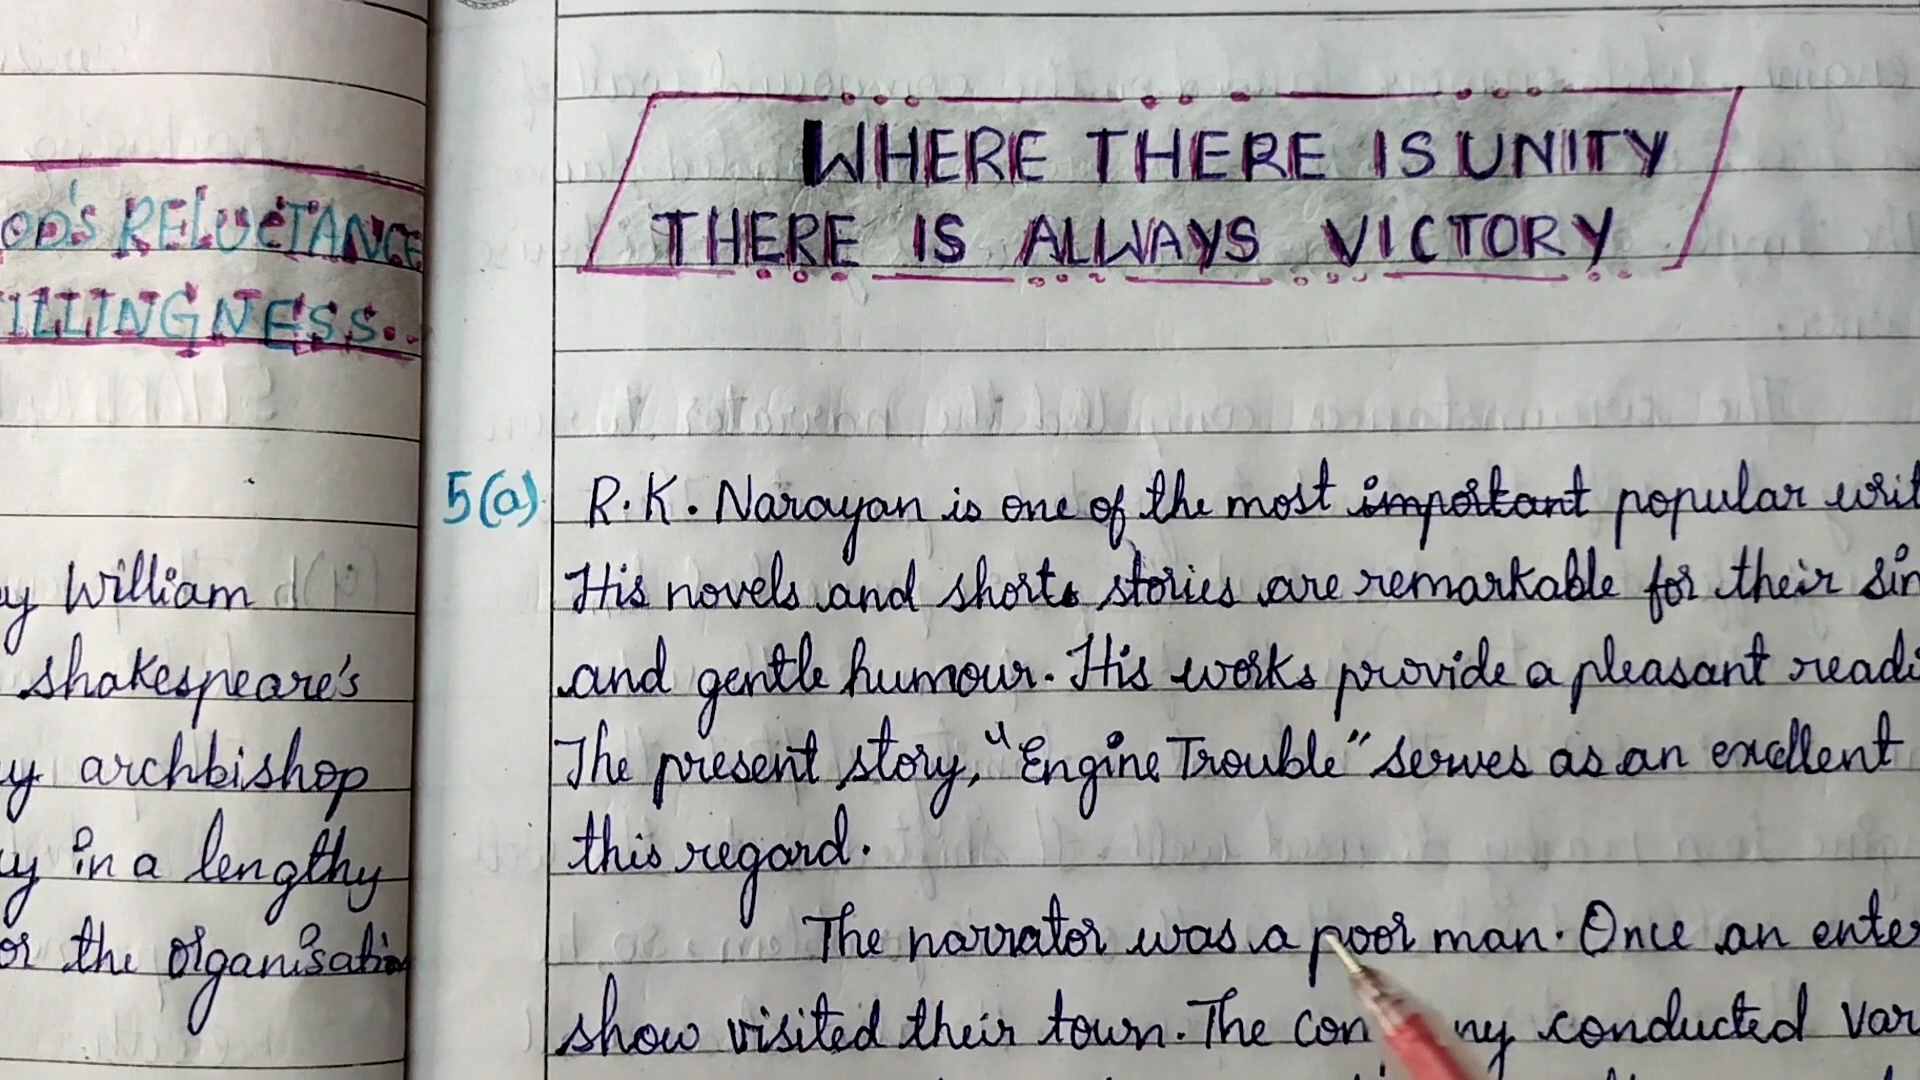 OD'S RELUCTANCE
ILLINGNESS..
y William
shakespeare's
y archbishop
y in a lengthy
or the organisation
WHERE THERE IS UNITY
THERE IS ALWAYS VICTORY
5(a) R.K. Narayan is one of the most important popular writ
His novels and short stories are remarkable for their sim
and gentle humour. His works provide a pleasant readi
The present story, "Engine Trouble" serves as an excellent
this regard.
The narrator was a poor man. Once an enter
show visited their town. The con ny conducted var